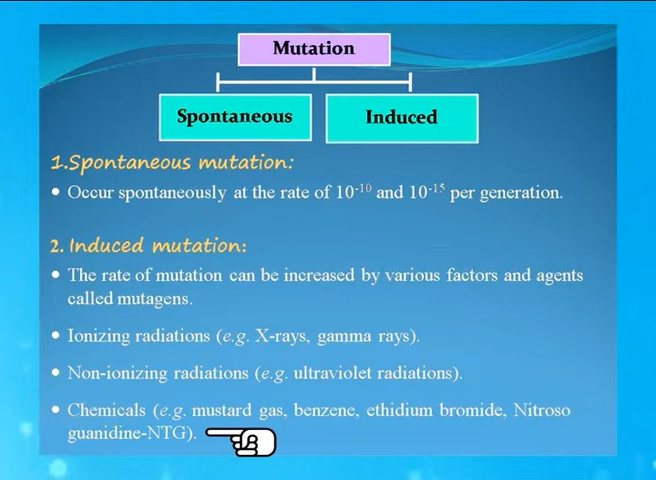 Mutation
Spontaneous
Induced
1.Spontaneous mutation:
• Occur spontaneously at the rate of 10⁻¹⁰ and 10⁻¹⁵ per generation.
2. Induced mutation:
• The rate of mutation can be increased by various factors and agents
called mutagens.
• Ionizing radiations (e.g. X-rays, gamma rays).
• Non-ionizing radiations (e.g. ultraviolet radiations).
• Chemicals (e.g. mustard gas, benzene, ethidium bromide, Nitroso
guanidine-NTG).